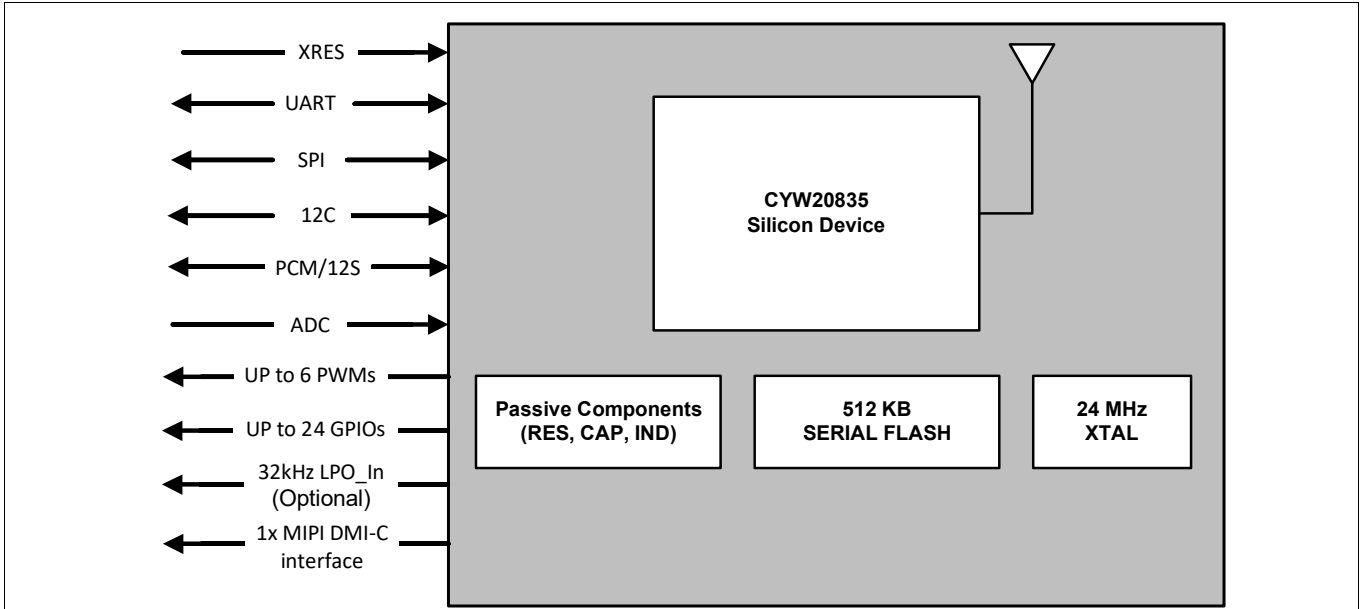 XRES
UART
SPI
12C
PCM/12S
ADC
UP to 6 PWMs
UP to 24 GPIOs
32kHz LPO_In
(Optional)
1x MIPI DMI-C
interface
CYW20835
Silicon Device
Passive Components
(RES, CAP, IND)
512 KB
SERIAL FLASH
24 MHz
XTAL